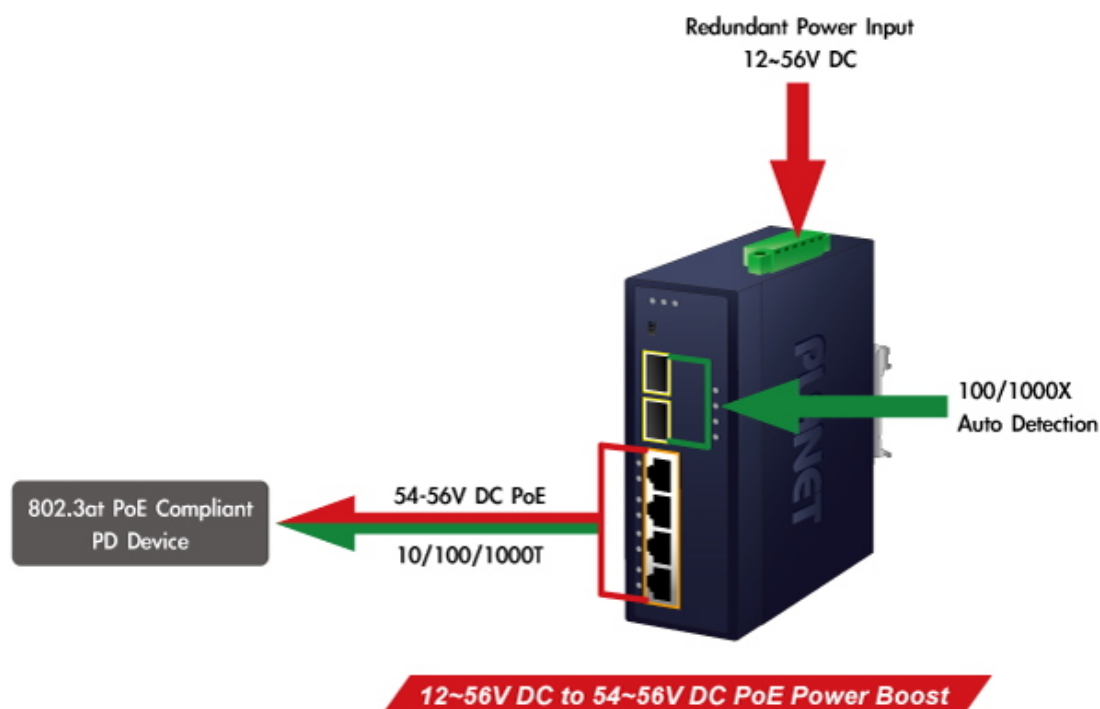 Redundant Power Input
12~56V DC
PLANET
100/1000X
Auto Detection
802.3at PoE Compliant
PD Device
54-56V DC PoE
10/100/1000T
12~56V DC to 54~56V DC PoE Power Boost